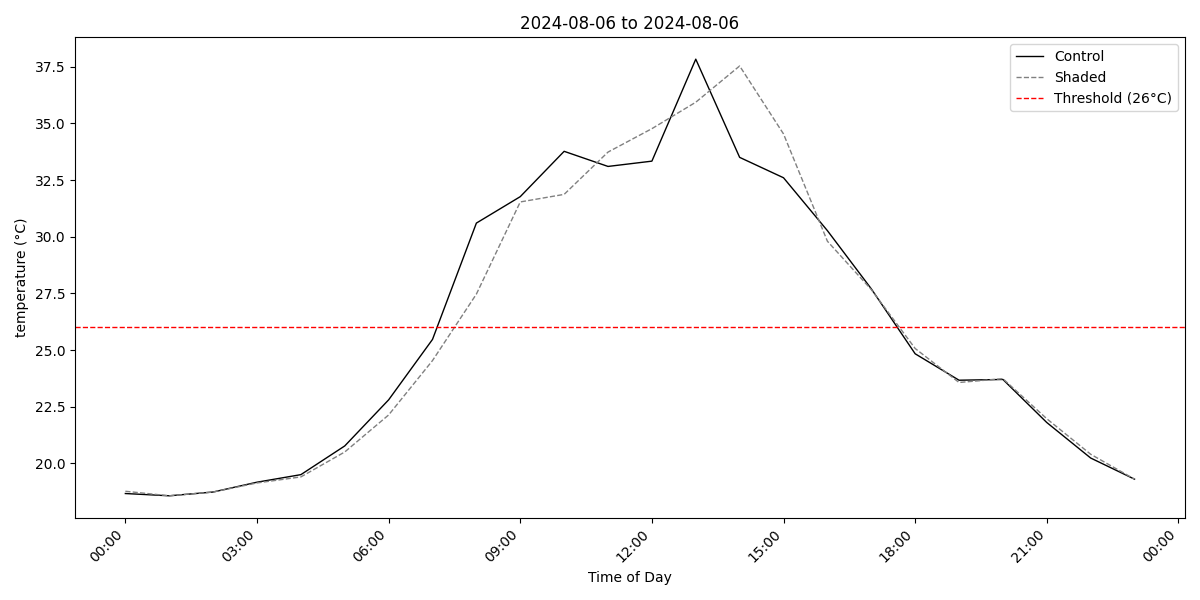 2024-08-06 to 2024-08-06
Control
Shaded
Threshold (26°C)
temperature (°C)
37.5
35.0
32.5
30.0
27.5
25.0
22.5
20.0
00:00
03:00
06:00
09:00
12:00
15:00
18:00
21:00
00:00
Time of Day